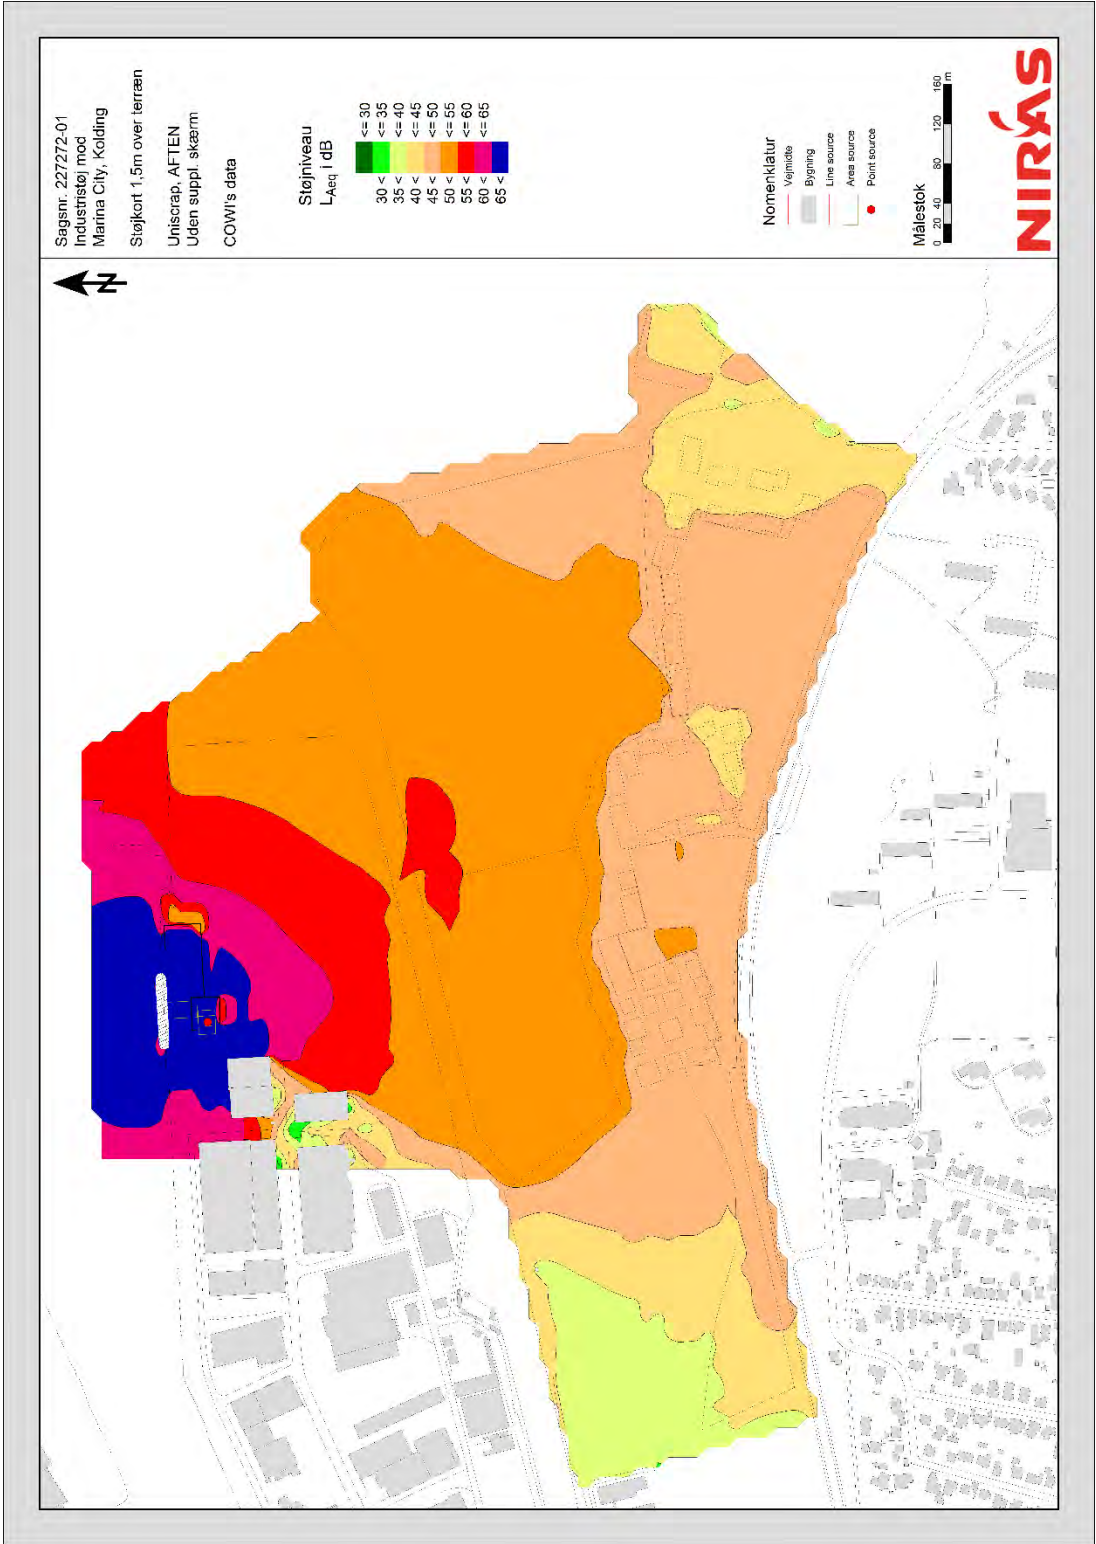 Sagsnr. 227272-01
Industristøj mod
Marina City, Kolding
Støjkort 1,5m over terræn
Uniscrap, AFTEN
Uden suppl. skærm
COWI's data
Støjniveau
LAeq i dB
<= 30
30 < <= 35
35 < <= 40
40 < <= 45
45 < <= 50
50 < <= 55
55 < <= 60
60 < <= 65
65 <
Nomenklatur
Vejmidte
Bygning
Line source
Area source
Point source
Målestok
0 20 40 80 120 160
m
NIRÁS
N